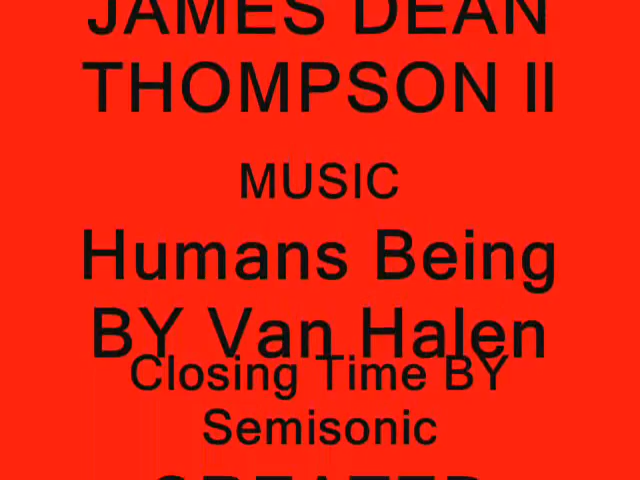 JAMES DEAN
THOMPSON II
MUSIC
Humans Being
BY Van Halen
Closing Time BY
Semisonic